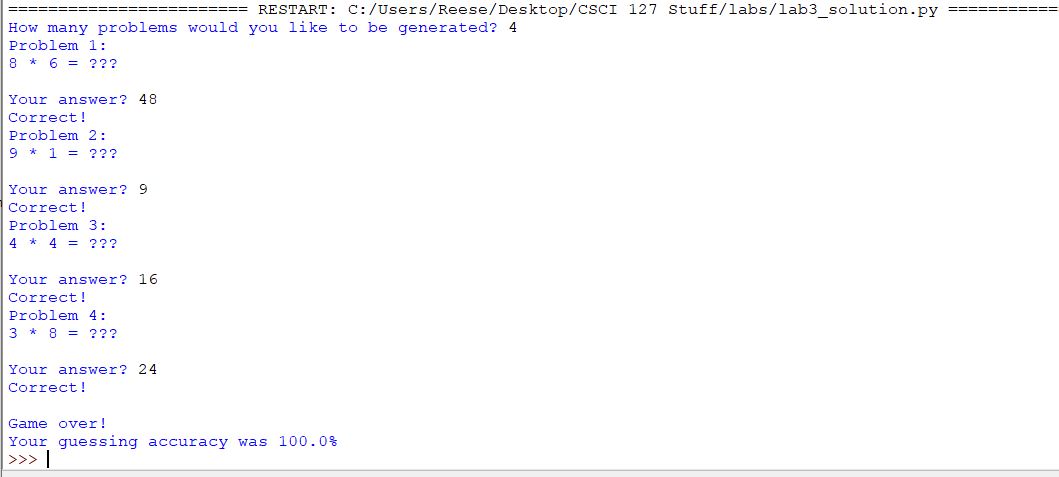 ======================== RESTART: C:/Users/Reese/Desktop/CSCI 127 Stuff/labs/lab3_solution.py ===========
How many problems would you like to be generated? 4
Problem 1:
8 * 6 = ???
Your answer? 48
Correct!
Problem 2:
9 * 1 = ???
Your answer? 9
Correct!
Problem 3:
4 * 4 = ???
Your answer? 16
Correct!
Problem 4:
3 * 8 = ???
Your answer? 24
Correct!
Game over!
Your guessing accuracy was 100.0%
>>>